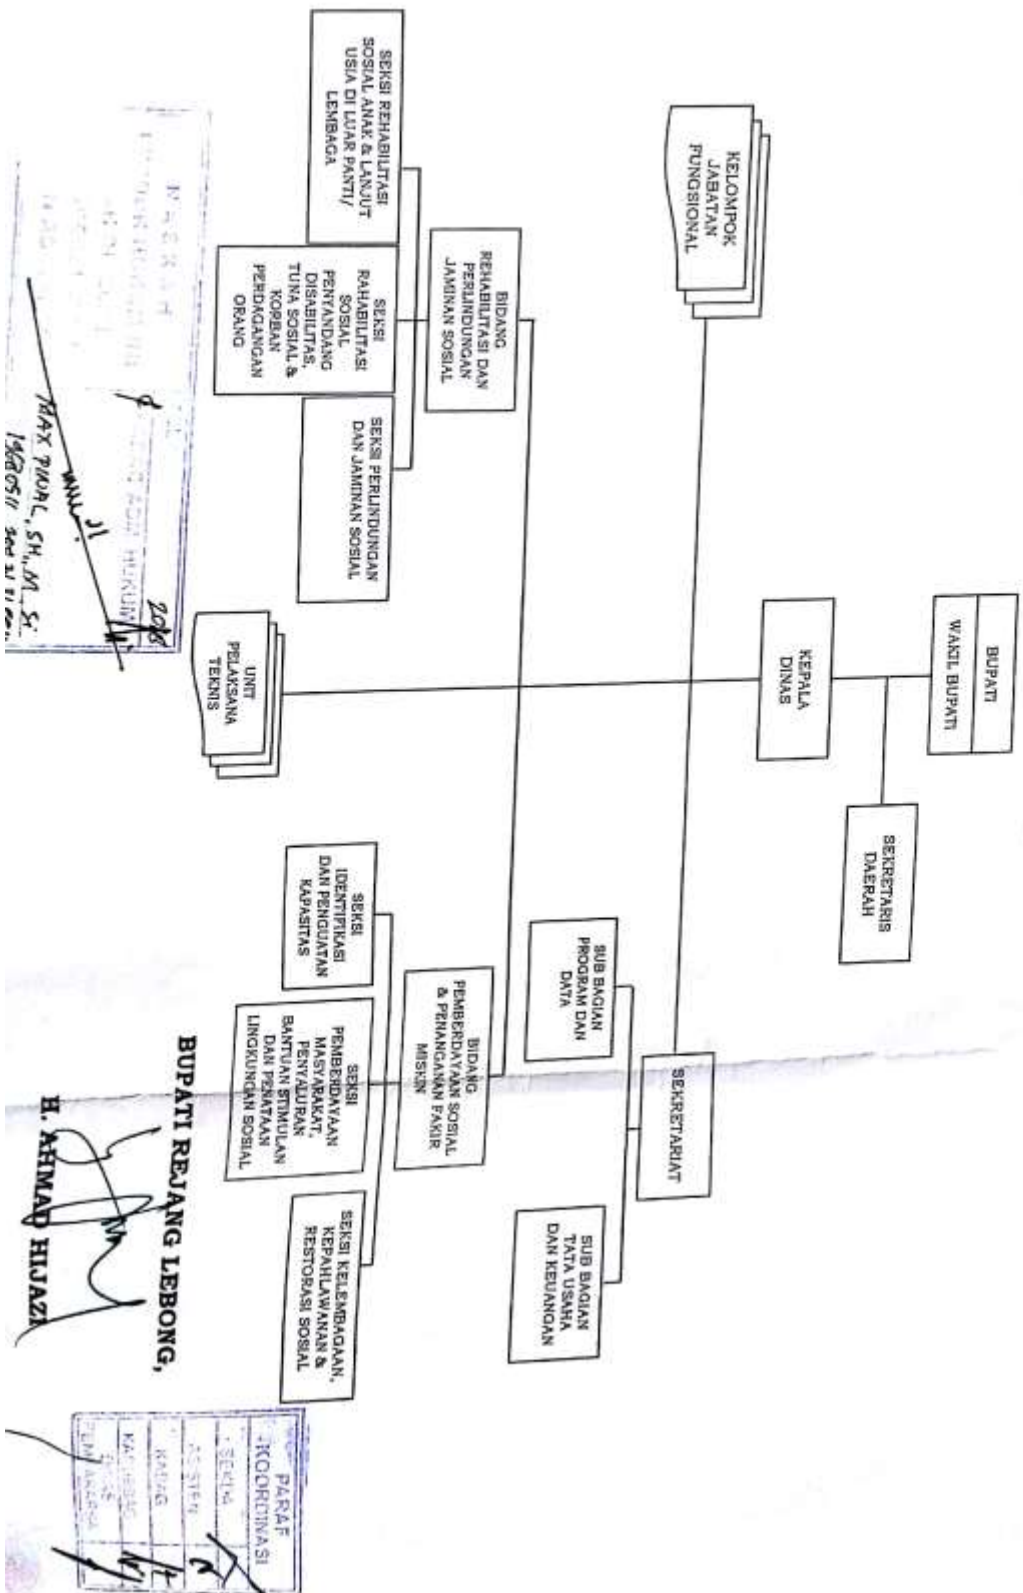 BUPATI
WAKIL BUPATI
SEKRETARIS
DAERAH
KEPALA
DINAS
KELOMPOK
JABATAN
FUNGSIONAL
SEKRETARIAT
SUB BAGIAN
PROGRAM DAN
DATA
SUB BAGIAN
TATA USAHA
DAN KEUANGAN
BIDANG
REHABILITASI DAN
PERLINDUNGAN
JAMINAN SOSIAL
BIDANG
PEMBERDAYAAN SOSIAL
& PENANGANAN FAKIR
MISKIN
SEKSI REHABILITASI
SOSIAL ANAK & LANJUT
USIA DI LUAR PANTI/
LEMBAGA
SEKSI
RAHABILITASI
SOSIAL
PENYANDANG
DISABILITAS,
TUNA SOSIAL &
KORBAN
PERDAGANGAN
ORANG
SEKSI PERLINDUNGAN
DAN JAMINAN SOSIAL
UNIT
PELAKSANA
TEKNIS
SEKSI
IDENTIFIKASI
DAN PENGUATAN
KAPASITAS
SEKSI
PEMBERDAYAAN
MASYARAKAT,
PENYALURAN
BANTUAN STIMULAN
DAN PENATAAN
LINGKUNGAN SOSIAL
SEKSI KELEMBAGAAN,
KEPAHLAWANAN &
RESTORASI SOSIAL
BUPATI REJANG LEBONG,
H. AHMAD HIJAZI
PARAF
KOORDINASI
SEKDA
ASISTEN
KABAG
HUKUM